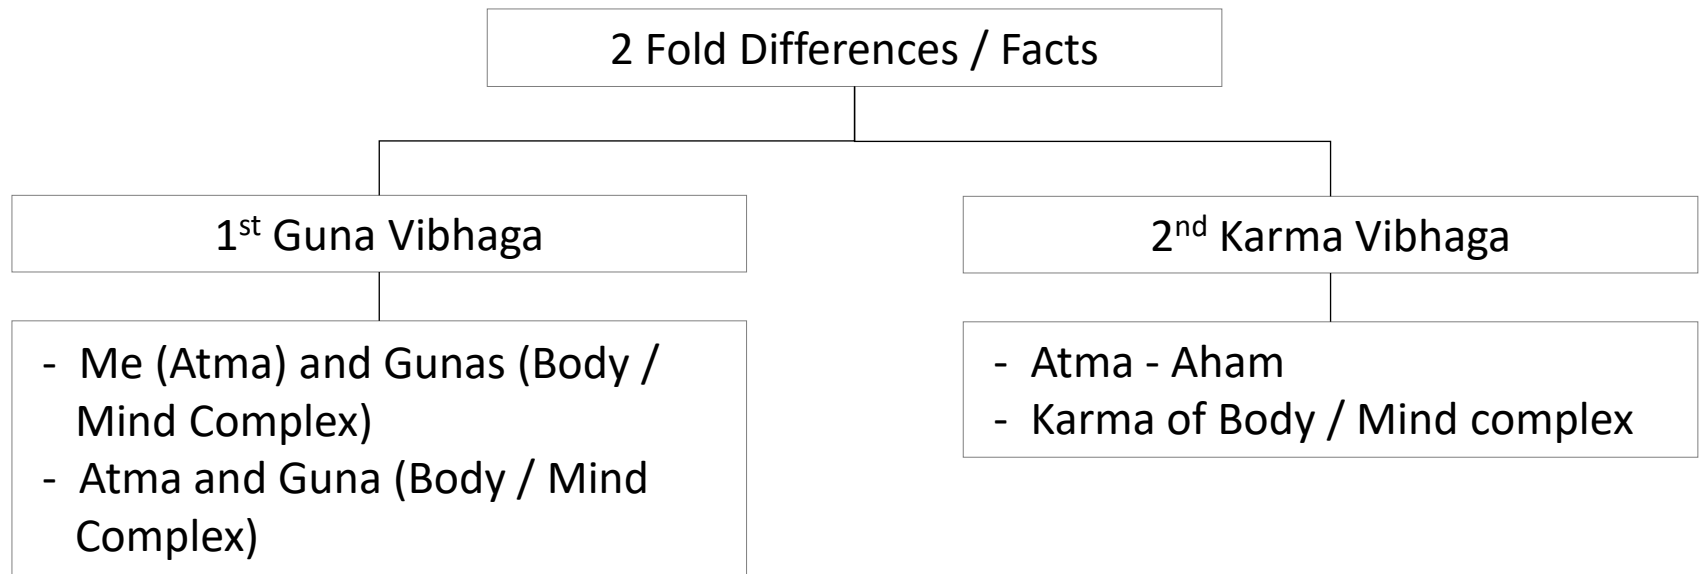 2 Fold Differences / Facts
1st Guna Vibhaga
- Me (Atma) and Gunas (Body /
Mind Complex)
- Atma and Guna (Body / Mind
Complex)
2nd Karma Vibhaga
- Atma - Aham
- Karma of Body / Mind complex